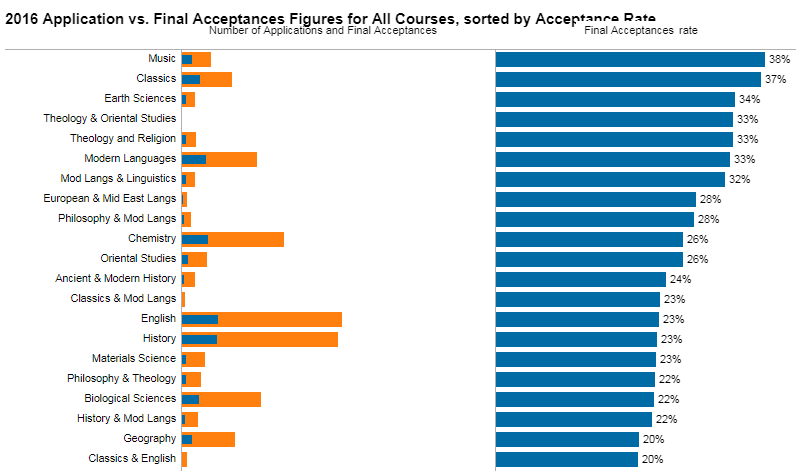 2016 Application vs. Final Acceptances Figures for All Courses, sorted by Acceptance Rate
Number of Applications and Final Acceptances Final Acceptances rate
Music 38%
Classics 37%
Earth Sciences 34%
Theology & Oriental Studies 33%
Theology and Religion 33%
Modern Languages 33%
Mod Langs & Linguistics 32%
European & Mid East Langs 28%
Philosophy & Mod Langs 28%
Chemistry 26%
Oriental Studies 26%
Ancient & Modern History 24%
Classics & Mod Langs 23%
English 23%
History 23%
Materials Science 23%
Philosophy & Theology 22%
Biological Sciences 22%
History & Mod Langs 22%
Geography 20%
Classics & English 20%